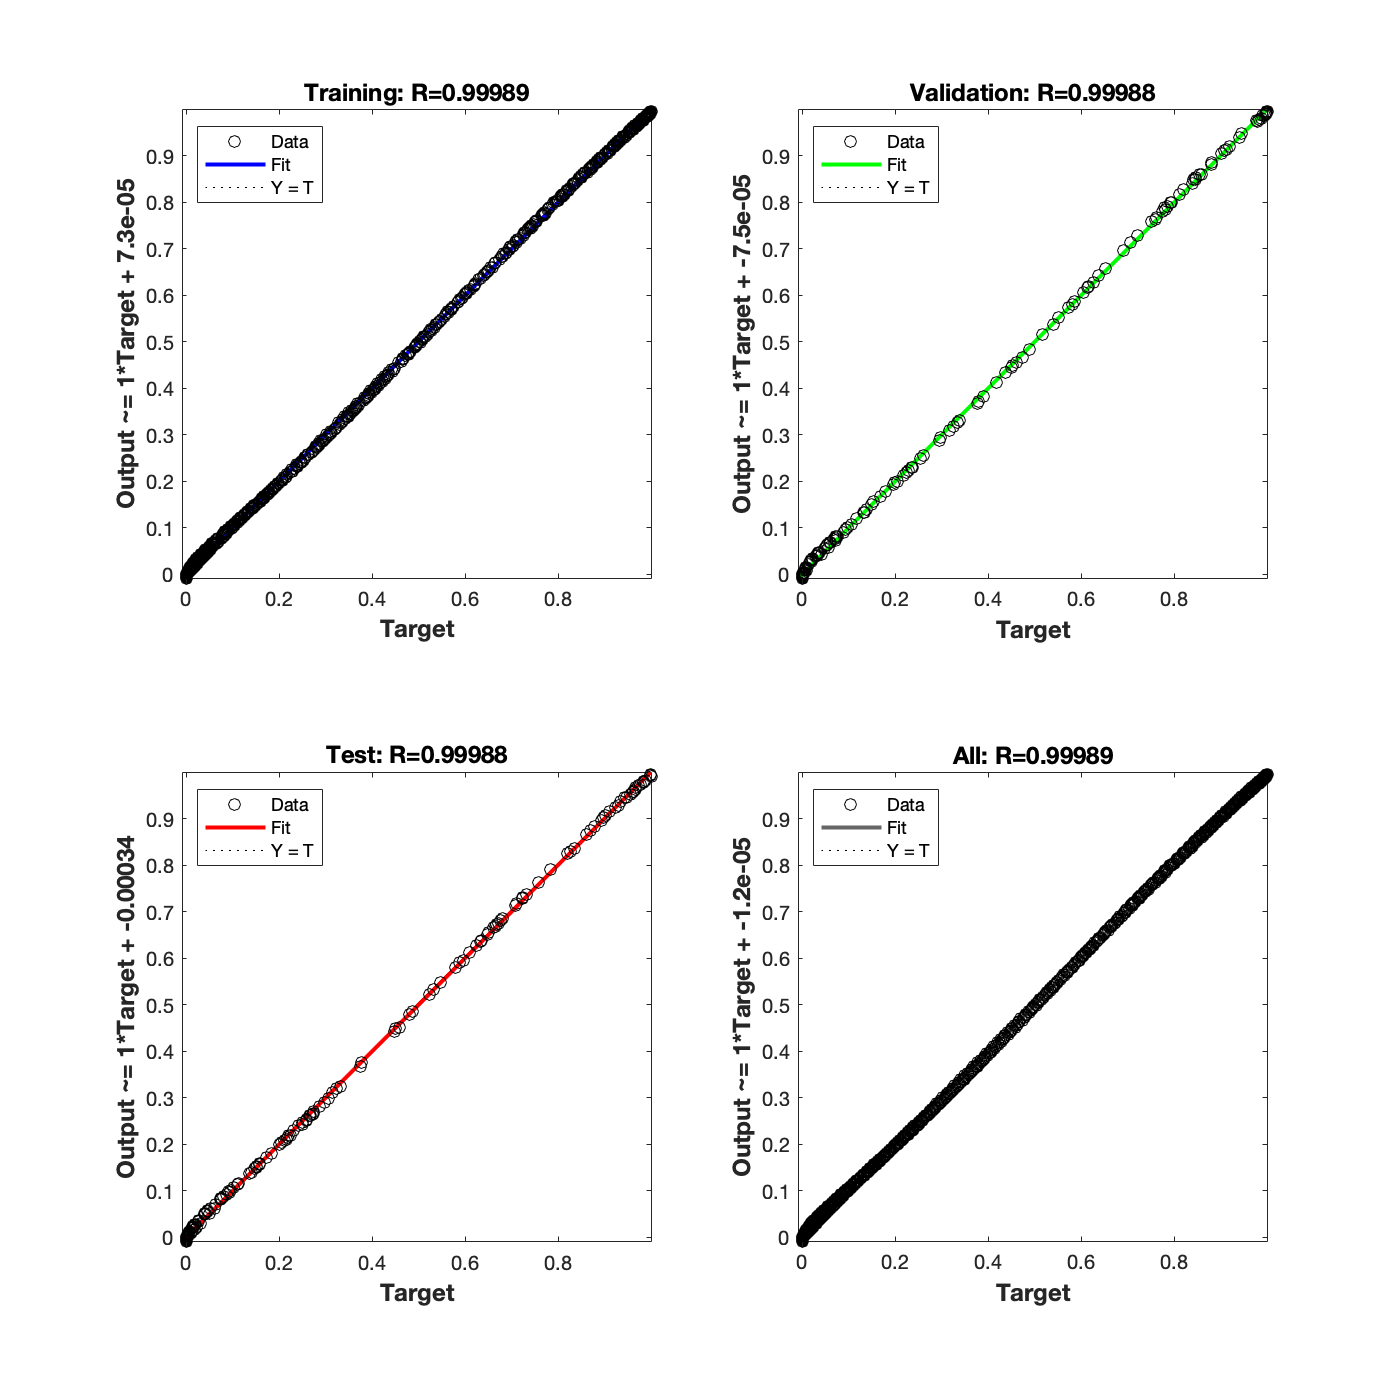 Training: R=0.99989
Data
Fit
Y = T
Output ~= 1*Target + 7.3e-05
0.9
0.8
0.7
0.6
0.5
0.4
0.3
0.2
0.1
0
0 0.2 0.4 0.6 0.8
Target
Validation: R=0.99988
Data
Fit
Y = T
Output ~= 1*Target + -7.5e-05
0.9
0.8
0.7
0.6
0.5
0.4
0.3
0.2
0.1
0
0 0.2 0.4 0.6 0.8
Target
Test: R=0.99988
Data
Fit
Y = T
Output ~= 1*Target + -0.00034
0.9
0.8
0.7
0.6
0.5
0.4
0.3
0.2
0.1
0
0 0.2 0.4 0.6 0.8
Target
All: R=0.99989
Data
Fit
Y = T
Output ~= 1*Target + -1.2e-05
0.9
0.8
0.7
0.6
0.5
0.4
0.3
0.2
0.1
0
0 0.2 0.4 0.6 0.8
Target